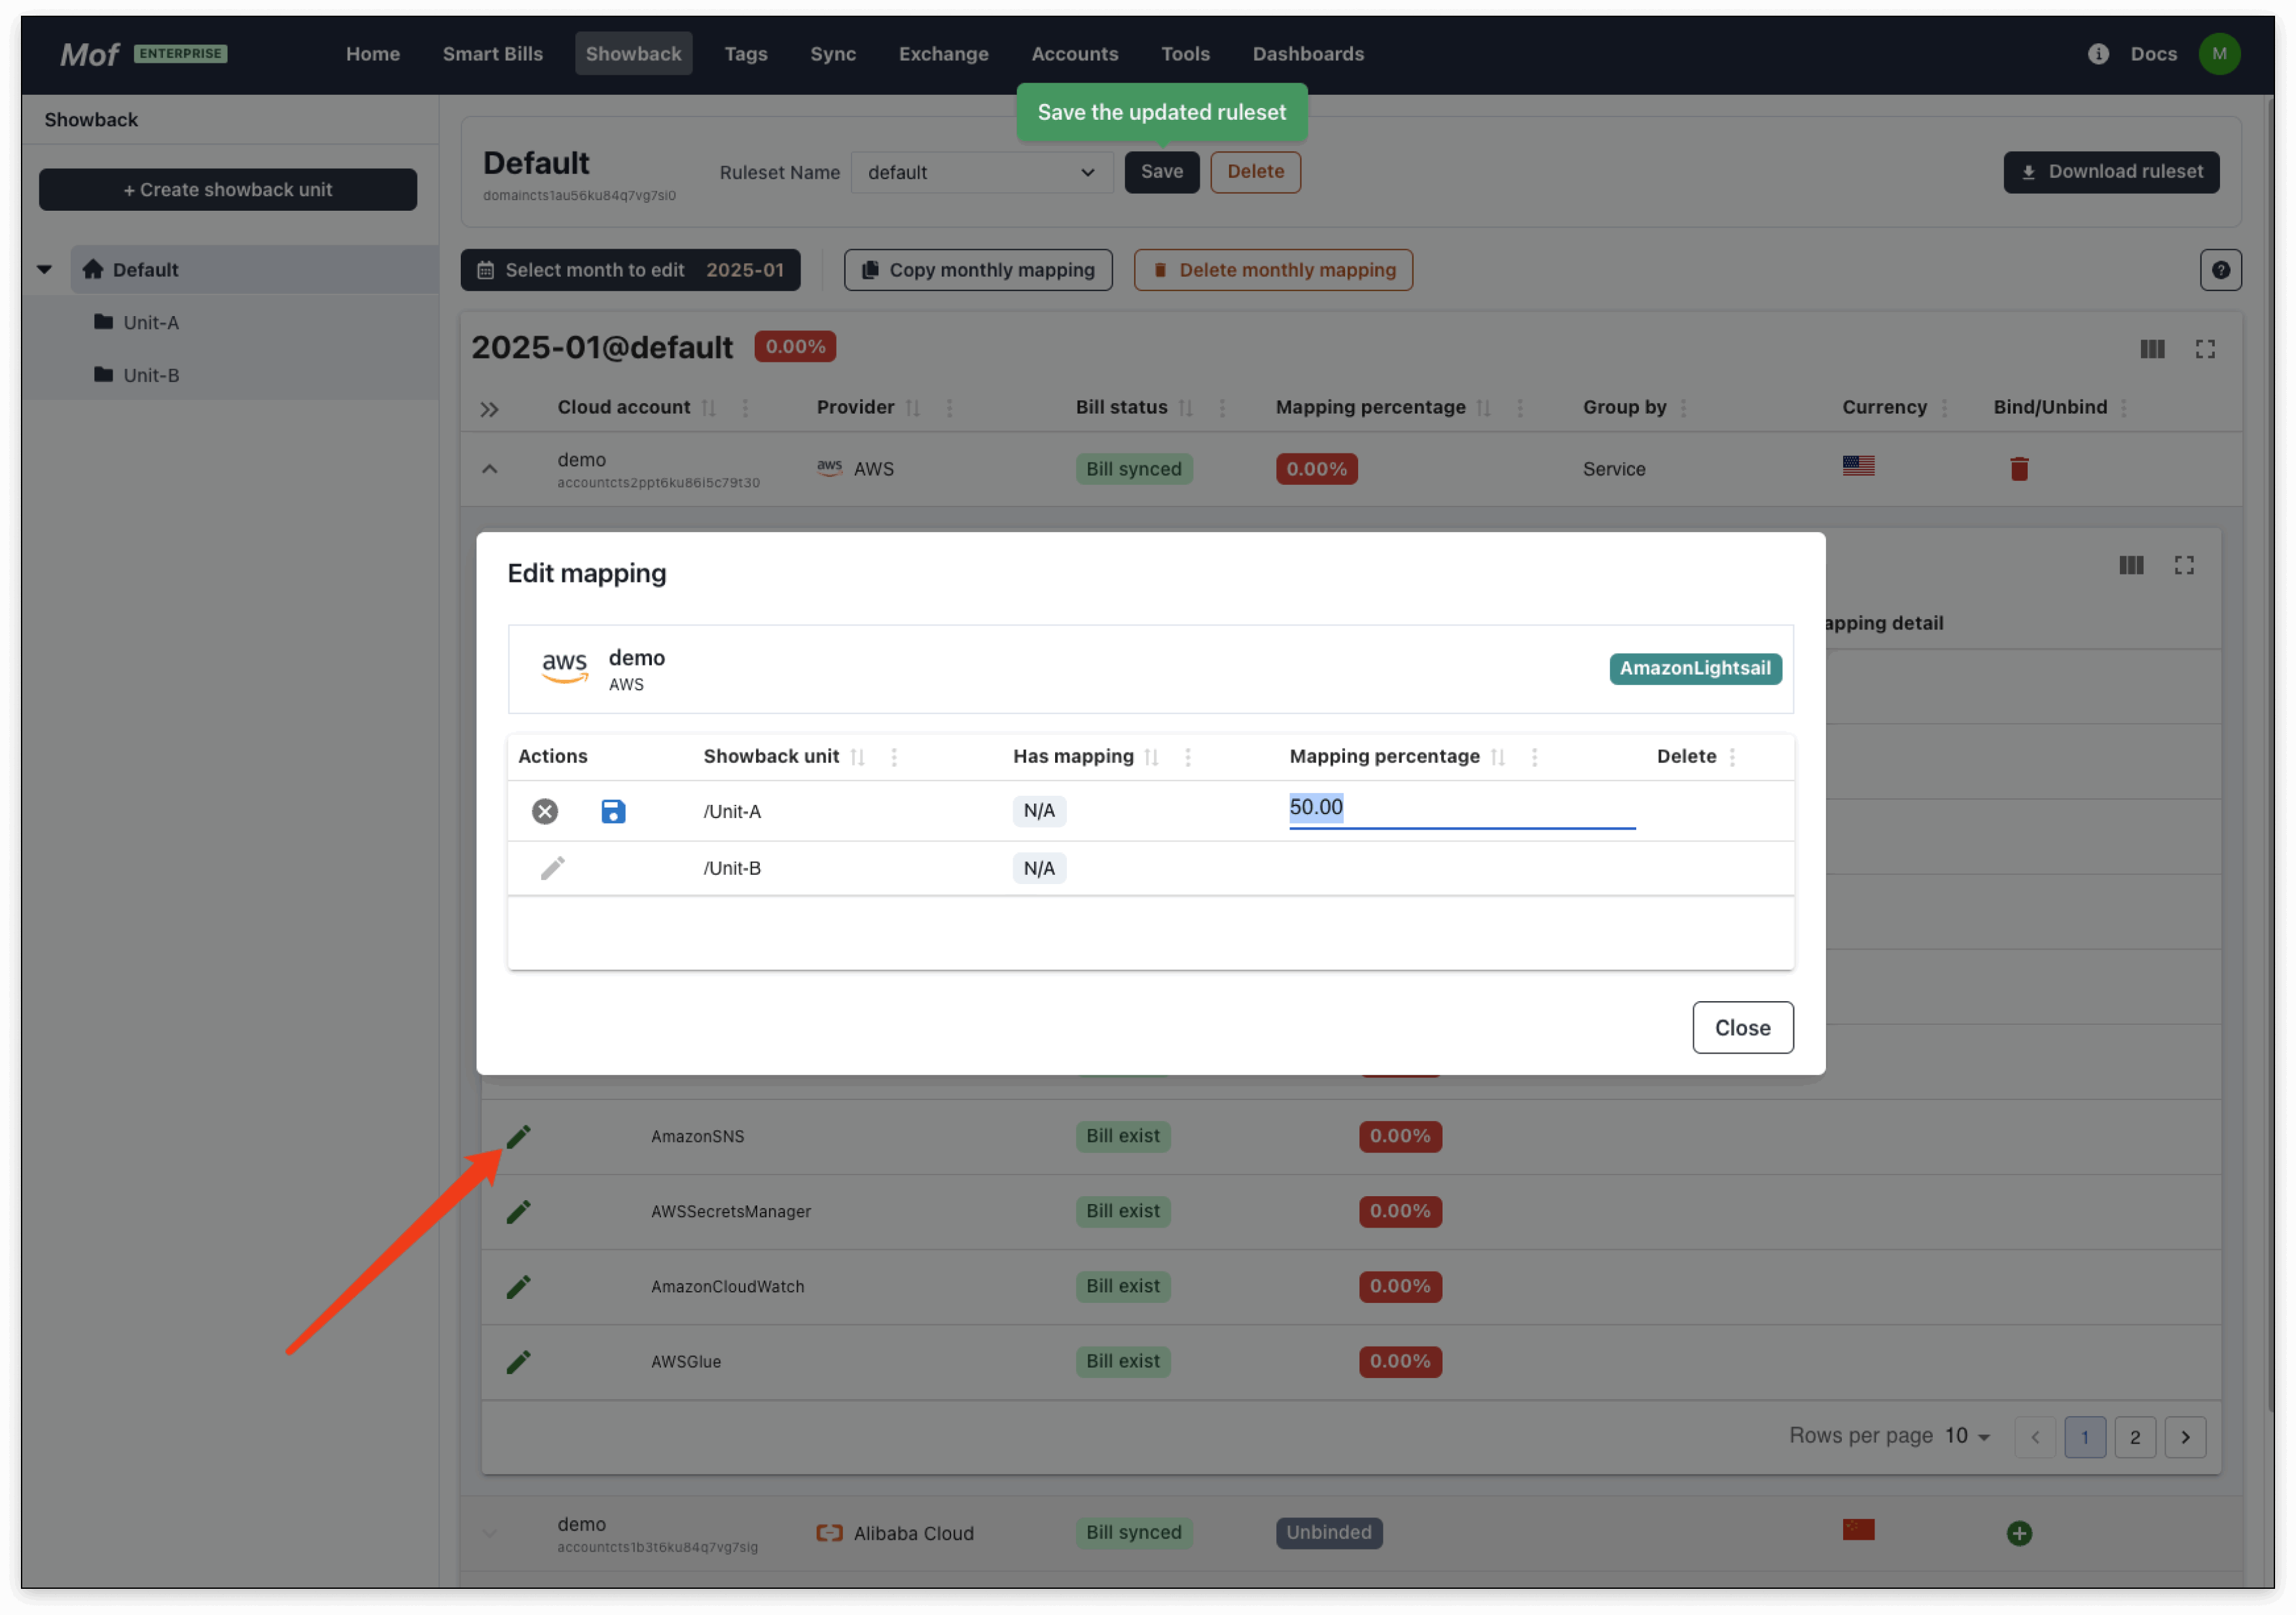 Mof ENTERPRISE Home Smart Bills Showback Tags Sync Exchange Accounts Tools Dashboards Docs M
Showback
+ Create showback unit
Default
Unit-A
Unit-B
Save the updated ruleset
Default
domaincts1au56ku84q7vg7si0
Ruleset Name default Save Delete Download ruleset
Select month to edit 2025-01 Copy monthly mapping Delete monthly mapping
2025-01@default 0.00%
Cloud account Provider Bill status Mapping percentage Group by Currency Bind/Unbind
demo
accountcts2ppt6ku86i5c79t30
aws AWS Bill synced 0.00% Service
apping detail
Edit mapping
aws demo
AWS
AmazonLightsail
Actions Showback unit Has mapping Mapping percentage Delete
/Unit-A N/A 50.00
/Unit-B N/A
Close
AmazonSNS Bill exist 0.00%
AWSSecretsManager Bill exist 0.00%
AmazonCloudWatch Bill exist 0.00%
AWSGlue Bill exist 0.00%
Rows per page 10 1 2
demo
accountcts1b3t6ku84q7vg7sig
Alibaba Cloud Bill synced Unbinded